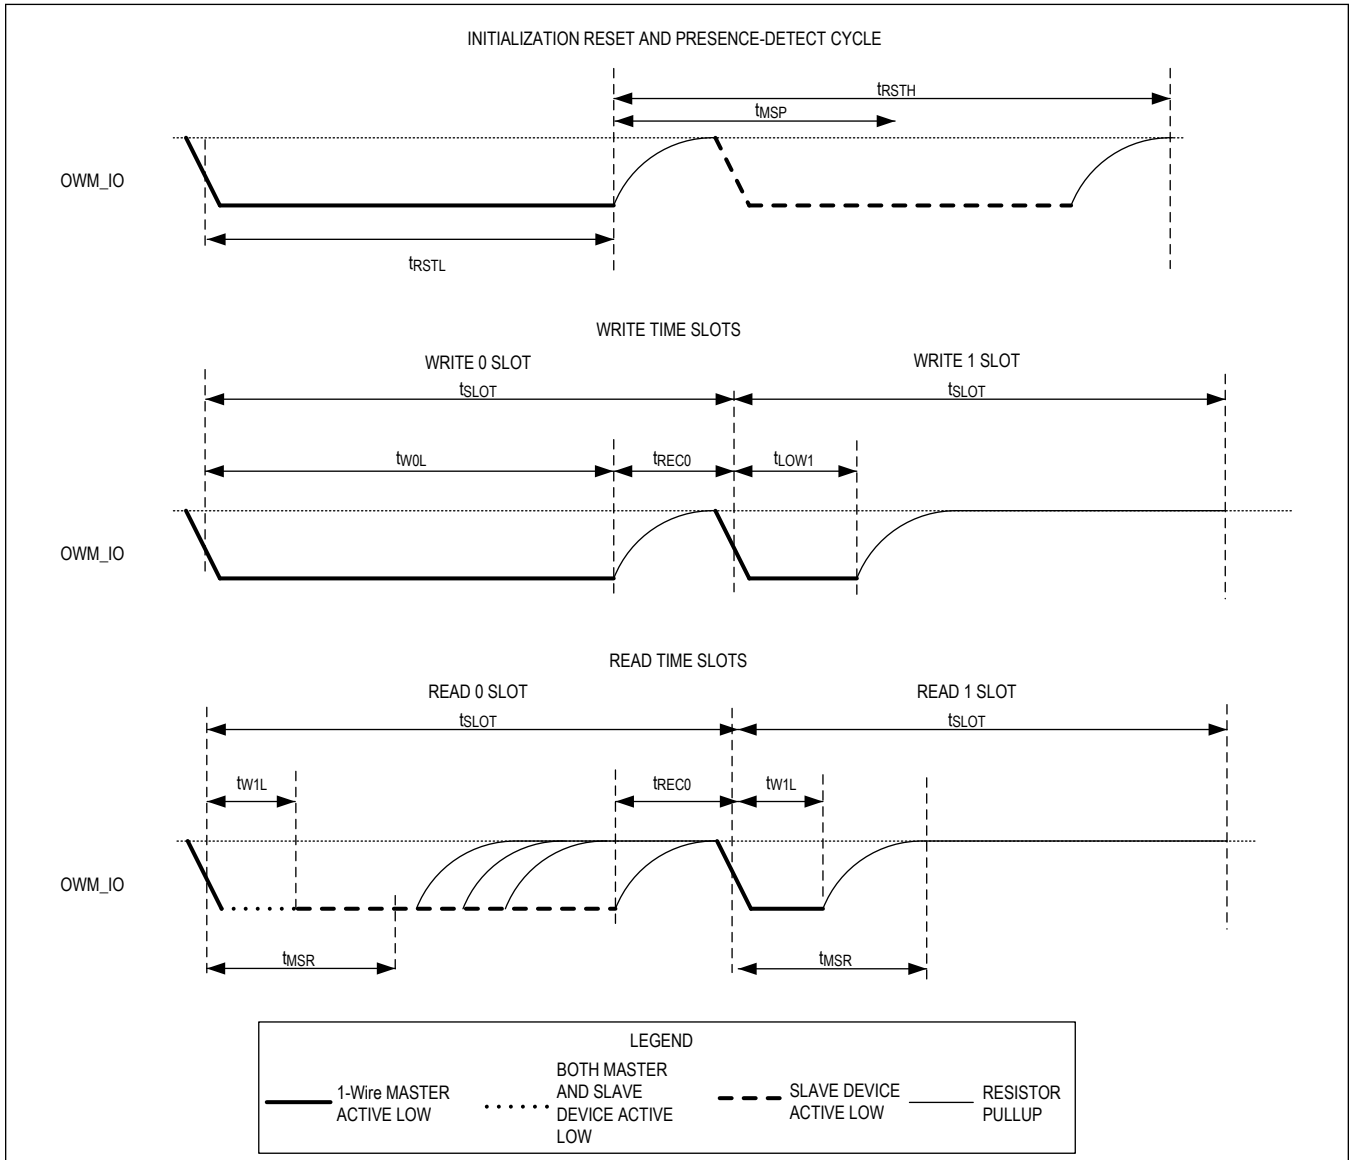 INITIALIZATION RESET AND PRESENCE-DETECT CYCLE
tRSTH
tMSP
OWM_IO
tRSTL
WRITE TIME SLOTS
WRITE 0 SLOT
WRITE 1 SLOT
tSLOT
tSLOT
tW0L
tREC0
tLOW1
OWM_IO
READ TIME SLOTS
READ 0 SLOT
READ 1 SLOT
tSLOT
tSLOT
tW1L
tREC0
tW1L
OWM_IO
tMSR
tMSR
LEGEND
1-Wire MASTER
ACTIVE LOW
BOTH MASTER
AND SLAVE
DEVICE ACTIVE
LOW
SLAVE DEVICE
ACTIVE LOW
RESISTOR
PULLUP